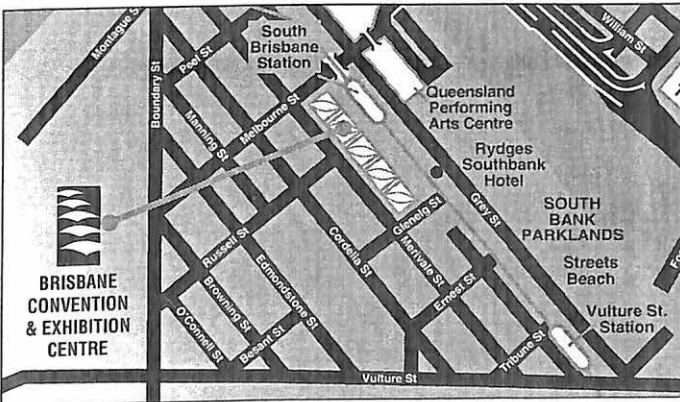 Montague St
Boundary St
Peel St
South
Brisbane
Station
William St
Manning St
Melbourne St
Queensland
Performing
Arts Centre
Rydges
Southbank
Hotel
Grey St
SOUTH
BANK
PARKLANDS
Streets
Beach
Vulture St.
Station
BRISBANE
CONVENTION
& EXHIBITION
CENTRE
Russell St
Glenelg St
Cordelia St
Merivale St
Ernest St
Edmondstone St
Browning St
O'Connell St
Besant St
Tribune St
Vulture St